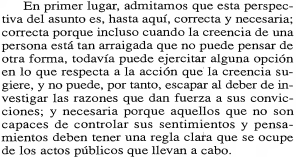 En primer lugar, admitamos que esta perspec-
tiva del asunto es, hasta aquí, correcta y necesaria;
correcta porque incluso cuando la creencia de una
persona está tan arraigada que no puede pensar de
otra forma, todavía puede ejercitar alguna opción
en lo que respecta a la acción que la creencia su-
giere, y no puede, por tanto, escapar al deber de in-
vestigar las razones que dan fuerza a sus convic-
ciones; y necesaria porque aquellos que no son
capaces de controlar sus sentimientos y pensa-
mientos deben tener una regla clara que se ocupe
de los actos públicos que llevan a cabo.